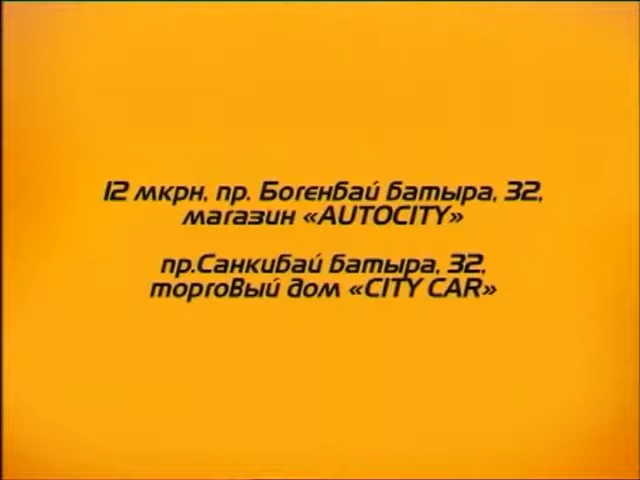 12 мкрн, пр. Богенбай батыра, 32,
магазин «AUTOCITY»
пр.Санкибай батыра, 32,
торговый дом «CITY CAR»